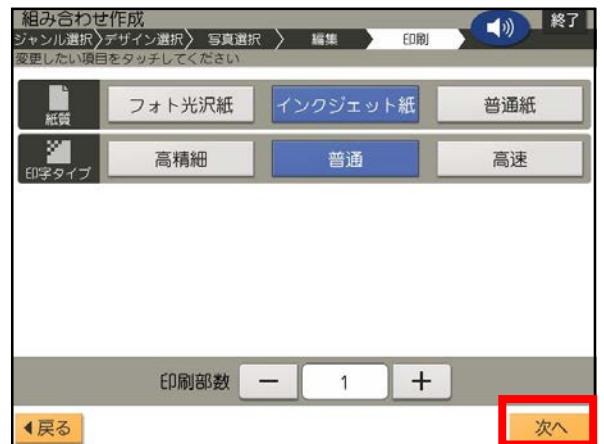 組み合わせ作成 終了
ジャンル選択〉デザイン選択〉 写真選択 〉 編集 印刷
変更したい項目をタッチしてください
紙質 フォト光沢紙 インクジェット紙 普通紙
印字タイプ 高精細 普通 高速
印刷部数 － 1 ＋
◀戻る 次へ